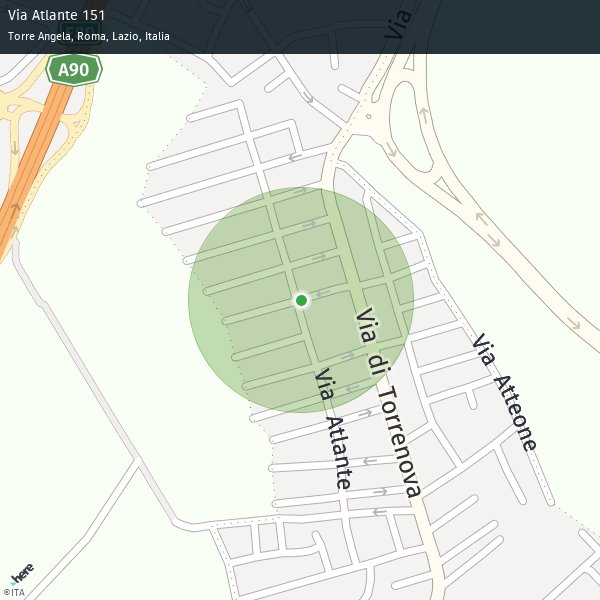 Via Atlante 151
Torre Angela, Roma, Lazio, Italia
Via
A90
Via di Torrenova
Via Atteone
Via Atlante
here
©ITA